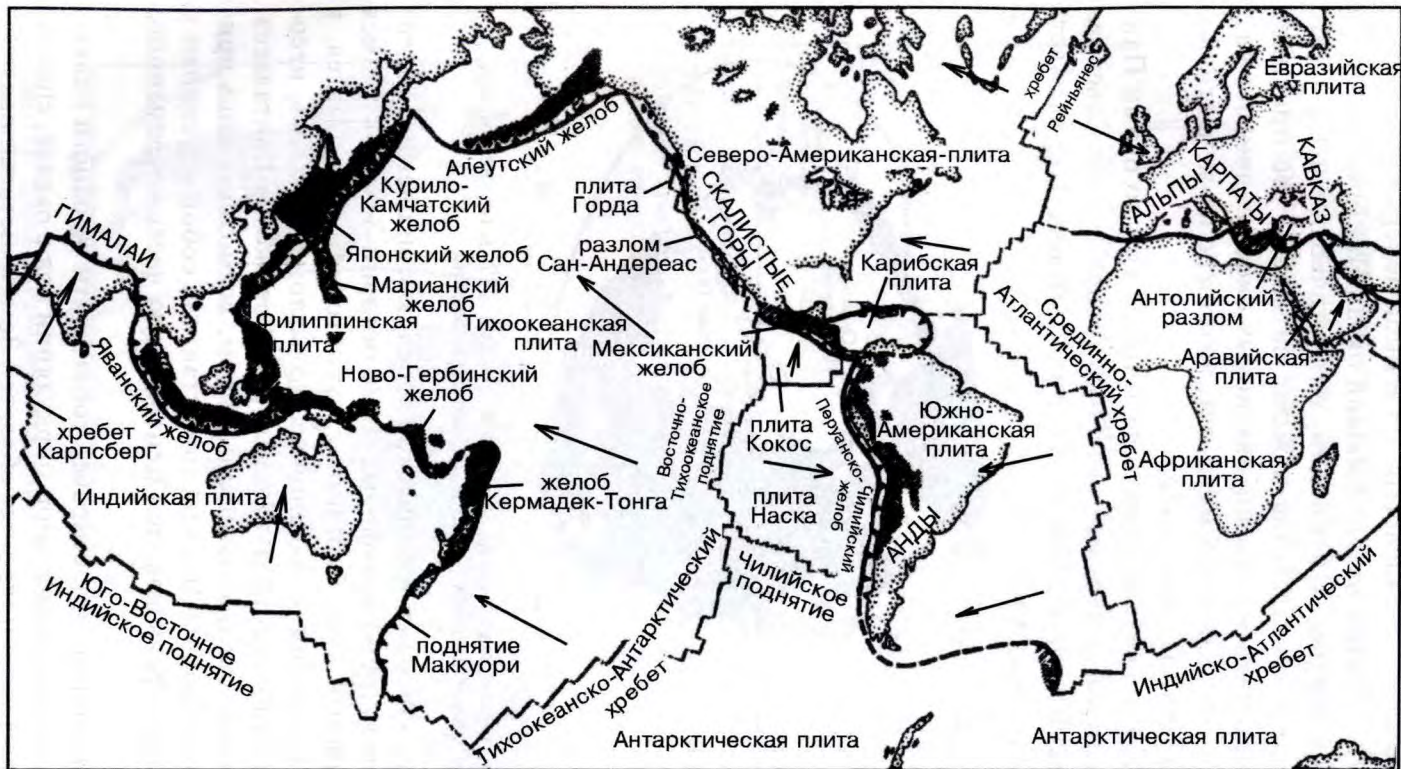 хребет
Рейньянес
Евразийская
плита
Алеутский желоб
Северо-Американская-плита
КАВКАЗ
КАРПАТЫ
АЛЬПЫ
Курило-
Камчатский
желоб
плита
Горда
СКАЛИСТЫЕ
ГОРЫ
ГИМАЛАИ
Японский желоб
разлом
Сан-Андереас
Марианский
желоб
Карибская
плита
Филиппинская
плита
Тихоокеанская
плита
Мексиканский
желоб
Срединно-
Атлантический хребет
Антолийский
разлом
Аравийская
плита
Яванский желоб
Ново-Гербинский
желоб
Восточно-
Тихоокеанское
поднятие
плита
Кокос
Перуанско-
Чилийский
желоб
Южно-
Американская
плита
хребет
Карпсберг
Африканская
плита
Индийская плита
желоб
Кермадек-Тонга
плита
Наска
АНДЫ
Юго-Восточное
Индийское поднятие
поднятие
Маккуори
Тихоокеанско-Антарктический
хребет
Чилийское
поднятие
Индийско-Атлантический
хребет
Антарктическая плита
Антарктическая плита